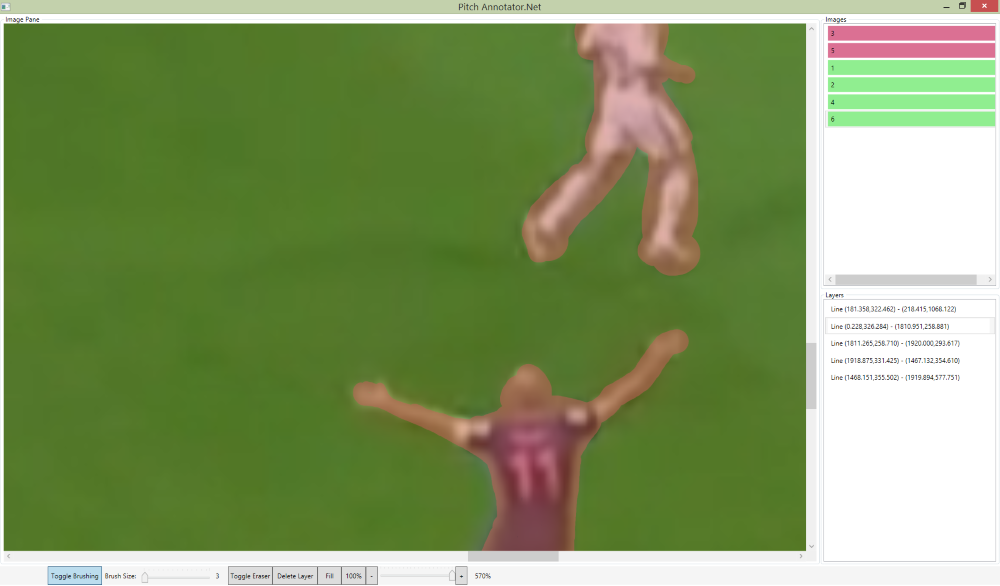 Pitch Annotator.Net
Image Pane
Images
3
5
1
2
4
6
Layers
Line (181.358,322.462) - (218.415,1068.122)
Line (0.228,326.284) - (1810.951,258.881)
Line (1811.265,258.710) - (1920.000,293.617)
Line (1918.875,331.425) - (1467.132,354.610)
Line (1468.151,355.502) - (1919.894,577.751)
Toggle Brushing Brush Size: 3 Toggle Eraser Delete Layer Fill 100% - + 570%